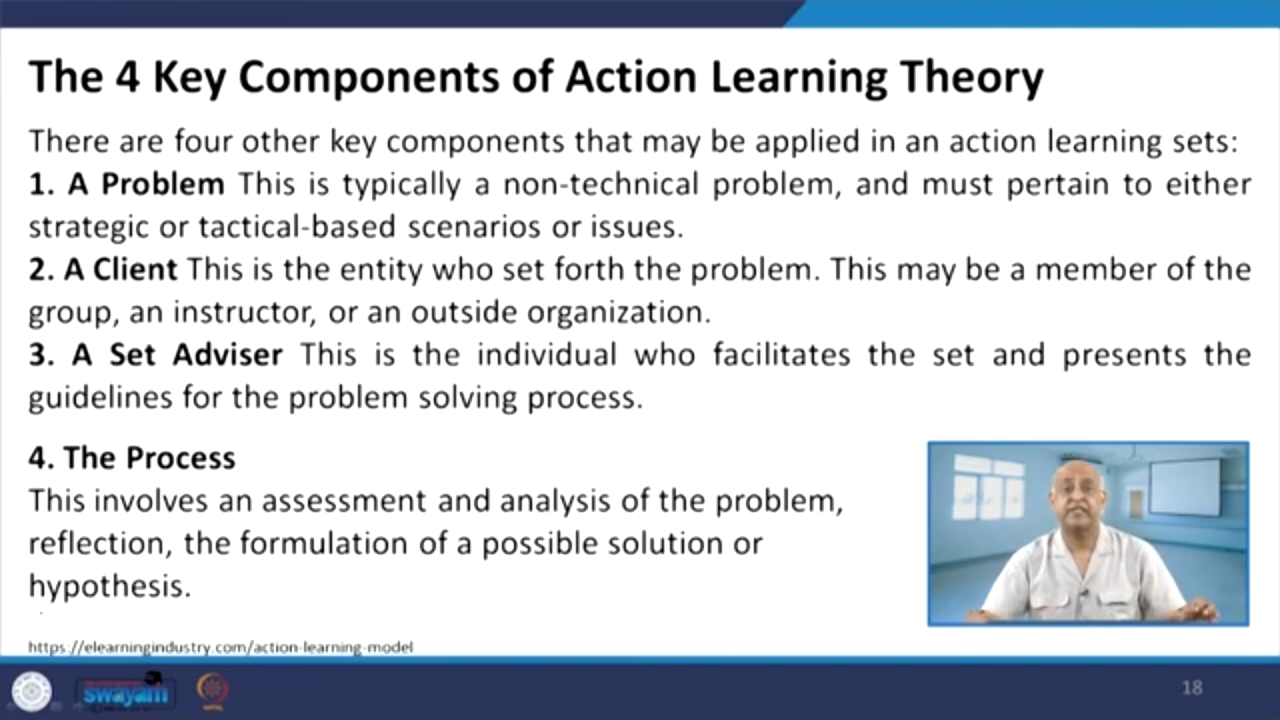 The 4 Key Components of Action Learning Theory
There are four other key components that may be applied in an action learning sets:
1. A Problem This is typically a non-technical problem, and must pertain to either
strategic or tactical-based scenarios or issues.
2. A Client This is the entity who set forth the problem. This may be a member of the
group, an instructor, or an outside organization.
3. A Set Adviser This is the individual who facilitates the set and presents the
guidelines for the problem solving process.
4. The Process
This involves an assessment and analysis of the problem,
reflection, the formulation of a possible solution or
hypothesis.
https://elearningindustry.com/action-learning-model
swayam
18